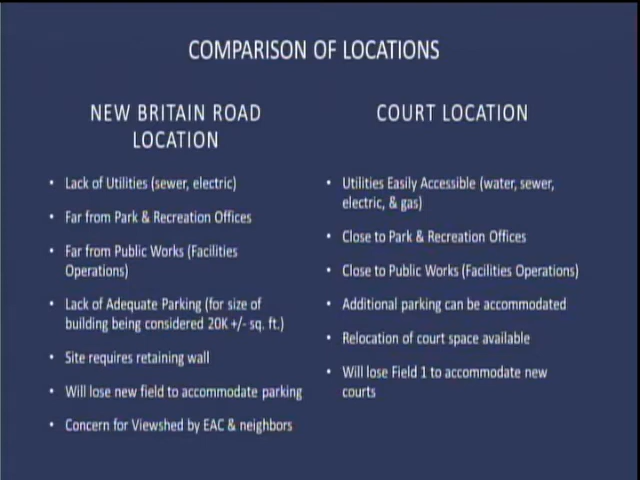 COMPARISON OF LOCATIONS
NEW BRITAIN ROAD
LOCATION
• Lack of Utilities (sewer, electric)
• Far from Park & Recreation Offices
• Far from Public Works (Facilities
Operations)
• Lack of Adequate Parking (for size of
building being considered 20K +/- sq. ft.)
• Site requires retaining wall
• Will lose new field to accommodate parking
• Concern for Viewshed by EAC & neighbors
COURT LOCATION
• Utilities Easily Accessible (water, sewer,
electric, & gas)
• Close to Park & Recreation Offices
• Close to Public Works (Facilities Operations)
• Additional parking can be accommodated
• Relocation of court space available
• Will lose Field 1 to accommodate new
courts